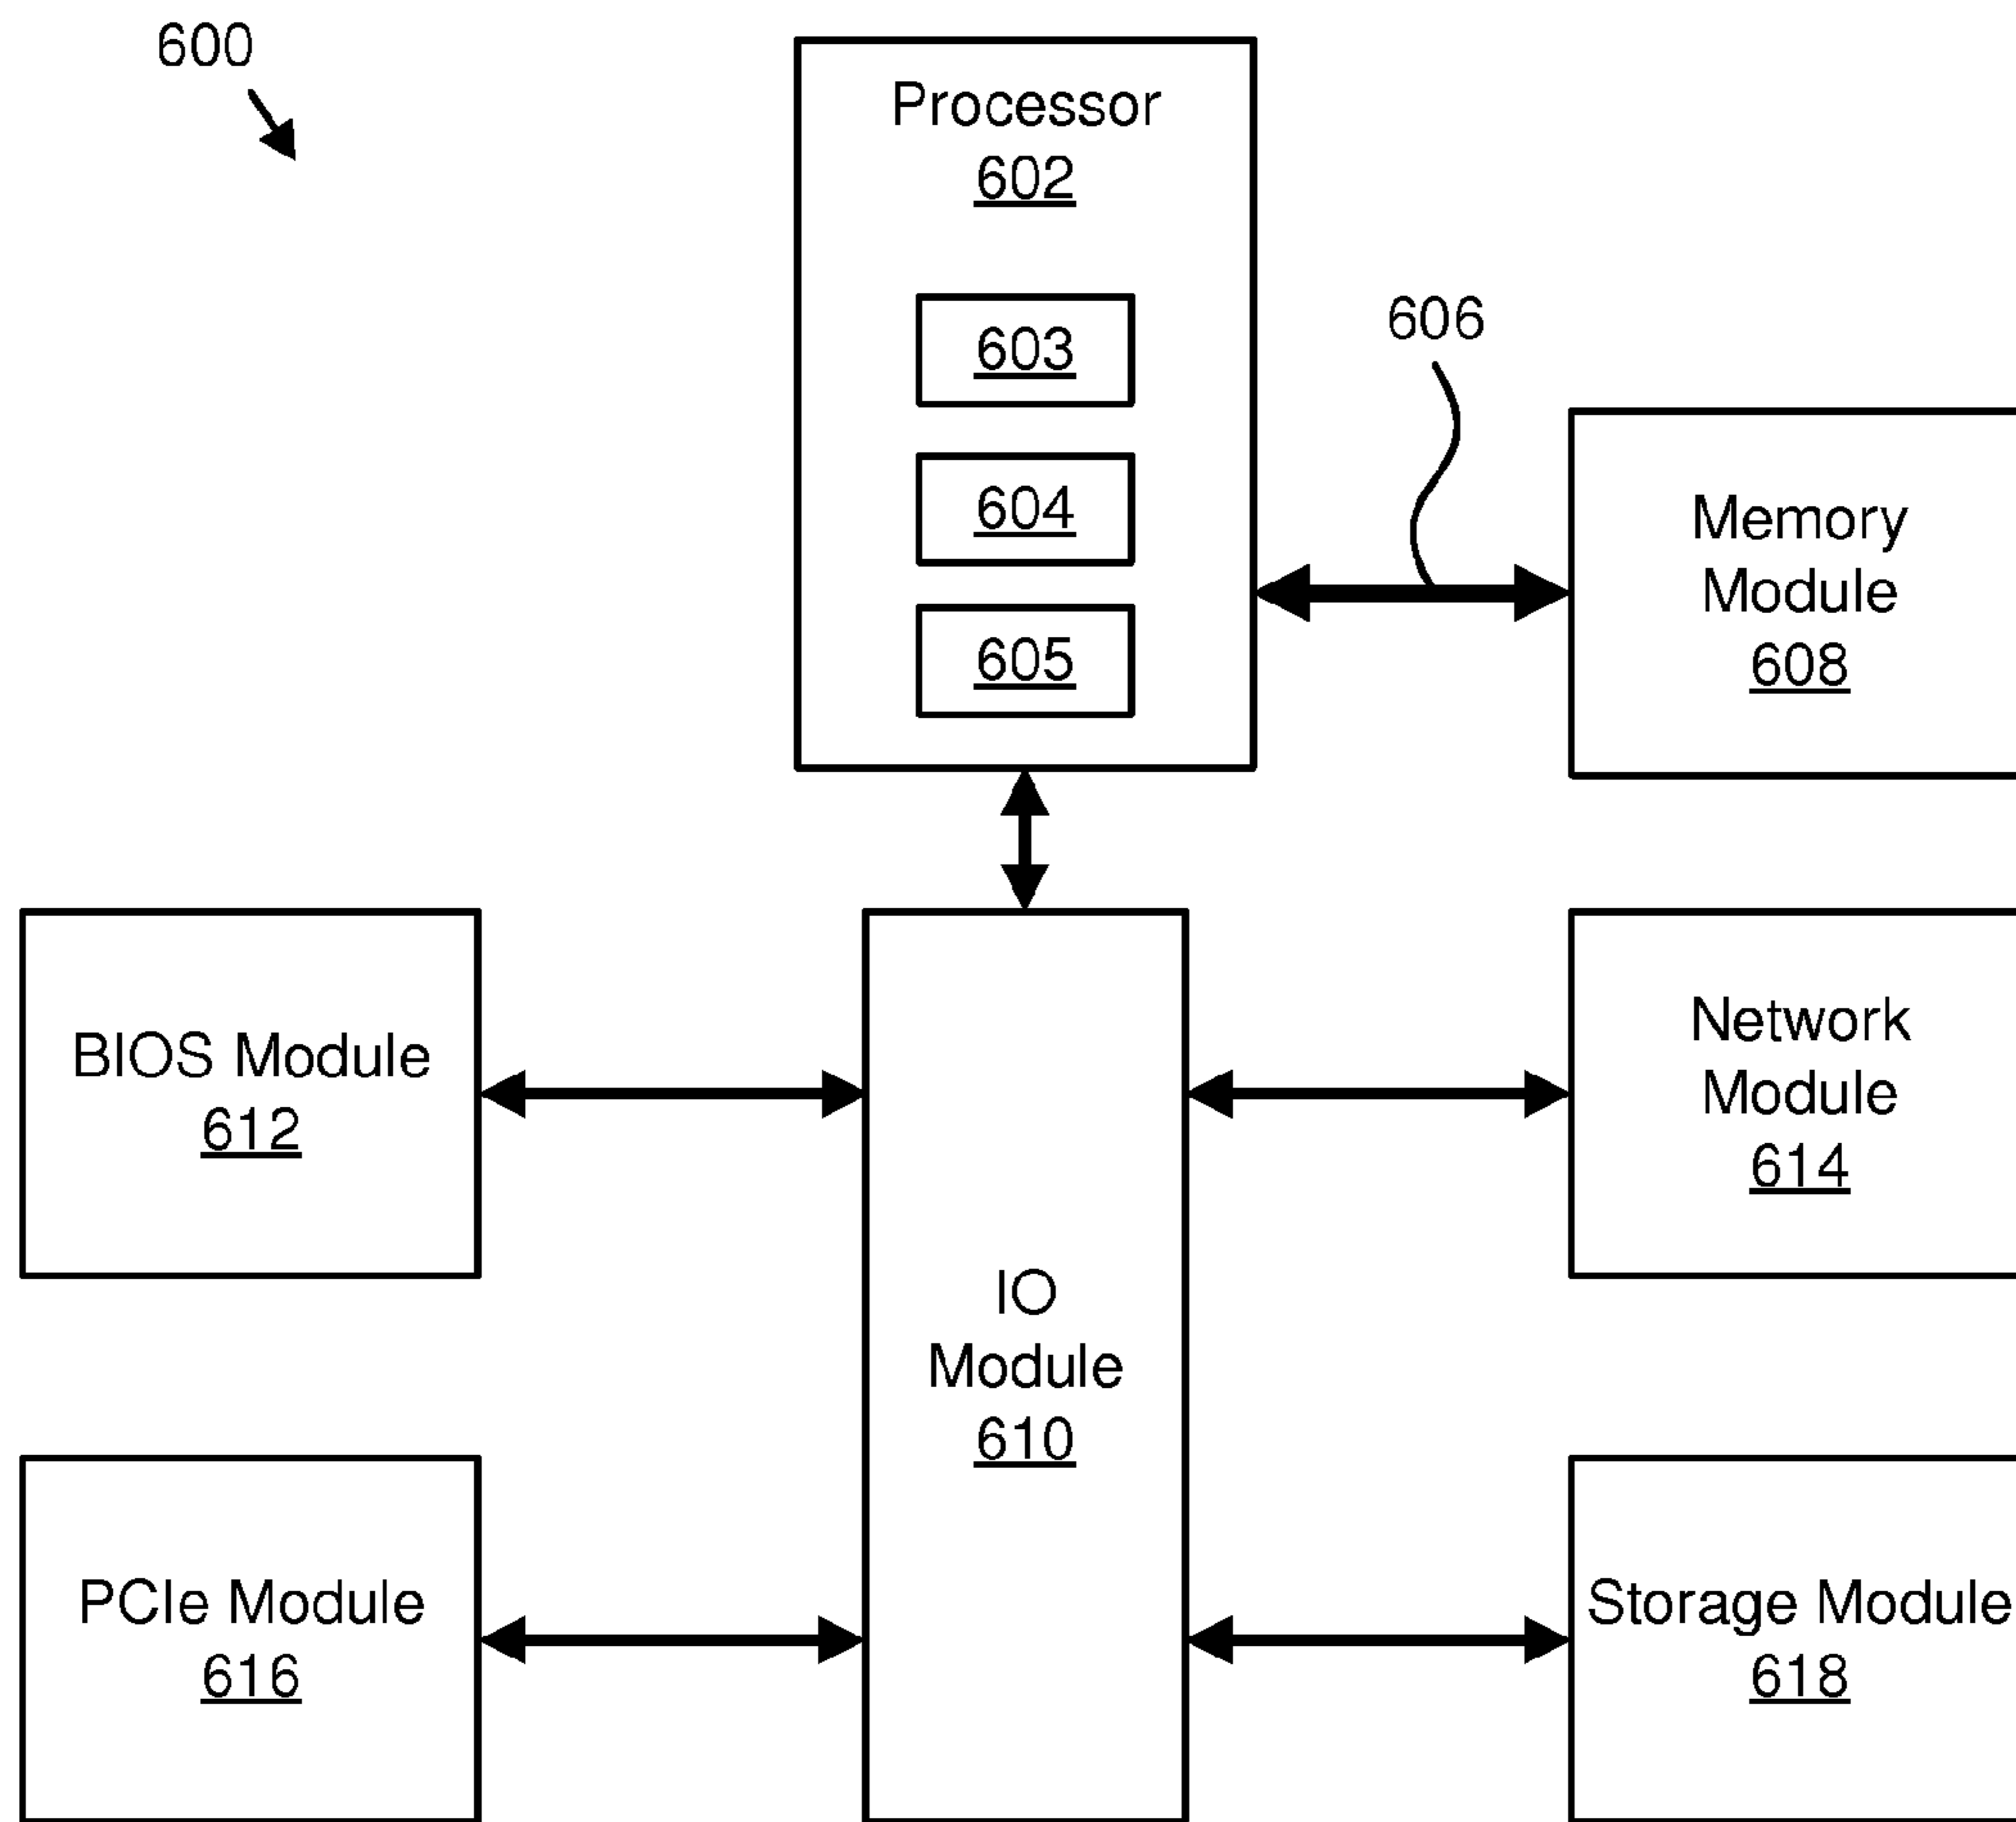 600
Processor
602
603
604
605
606
Memory
Module
608
BIOS Module
612
IO
Module
610
Network
Module
614
PCIe Module
616
Storage Module
618